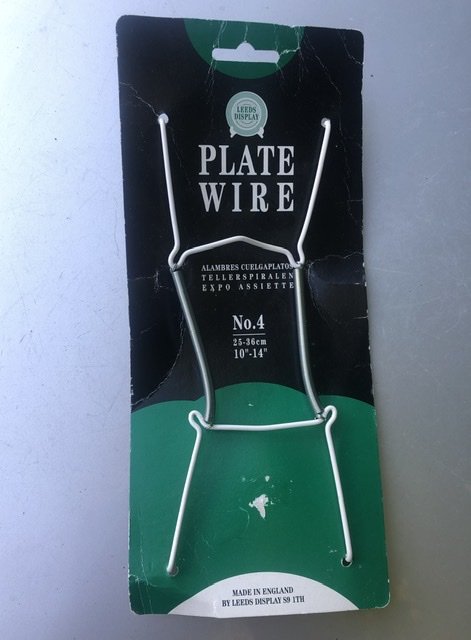 LEEDS
DISPLAY
PLATE
WIRE
ALAMBRES CUELGAPLATOS
TELLERSPIRALEN
EXPO ASSIETTE
No.4
25-36cm
10"-14"
MADE IN ENGLAND
BY LEEDS DISPLAY S9 1TH